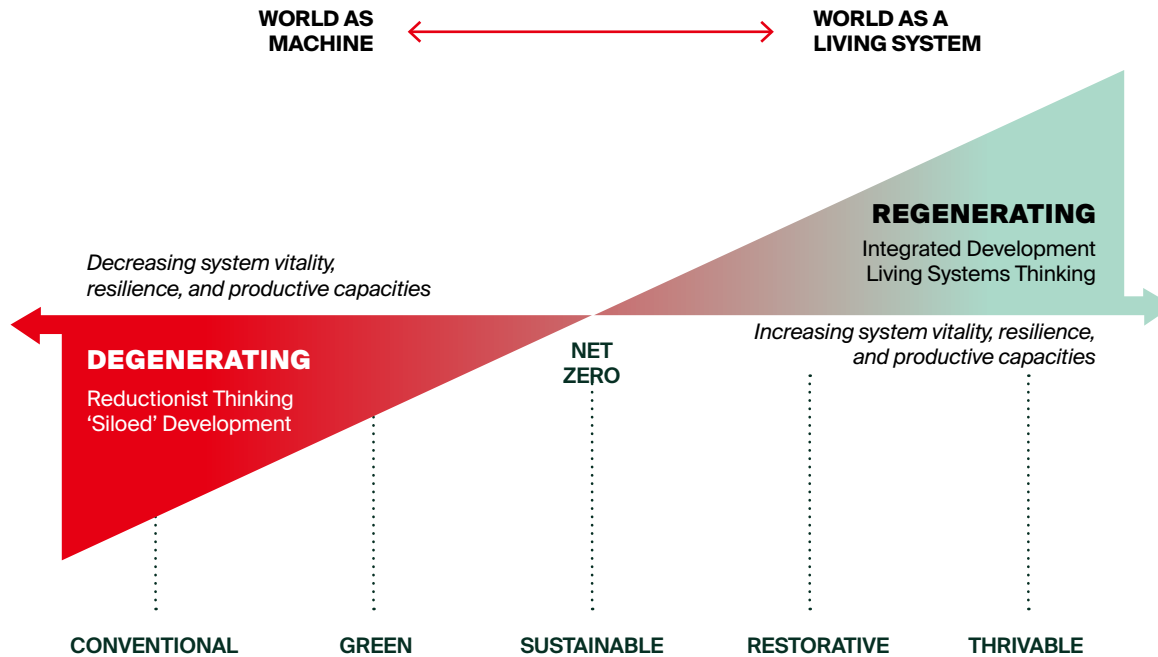 WORLD AS
MACHINE
WORLD AS A
LIVING SYSTEM
REGENERATING
Integrated Development
Living Systems Thinking
Decreasing system vitality,
resilience, and productive capacities
Increasing system vitality, resilience,
and productive capacities
DEGENERATING
Reductionist Thinking
‘Siloed’ Development
NET
ZERO
CONVENTIONAL
GREEN
SUSTAINABLE
RESTORATIVE
THRIVABLE